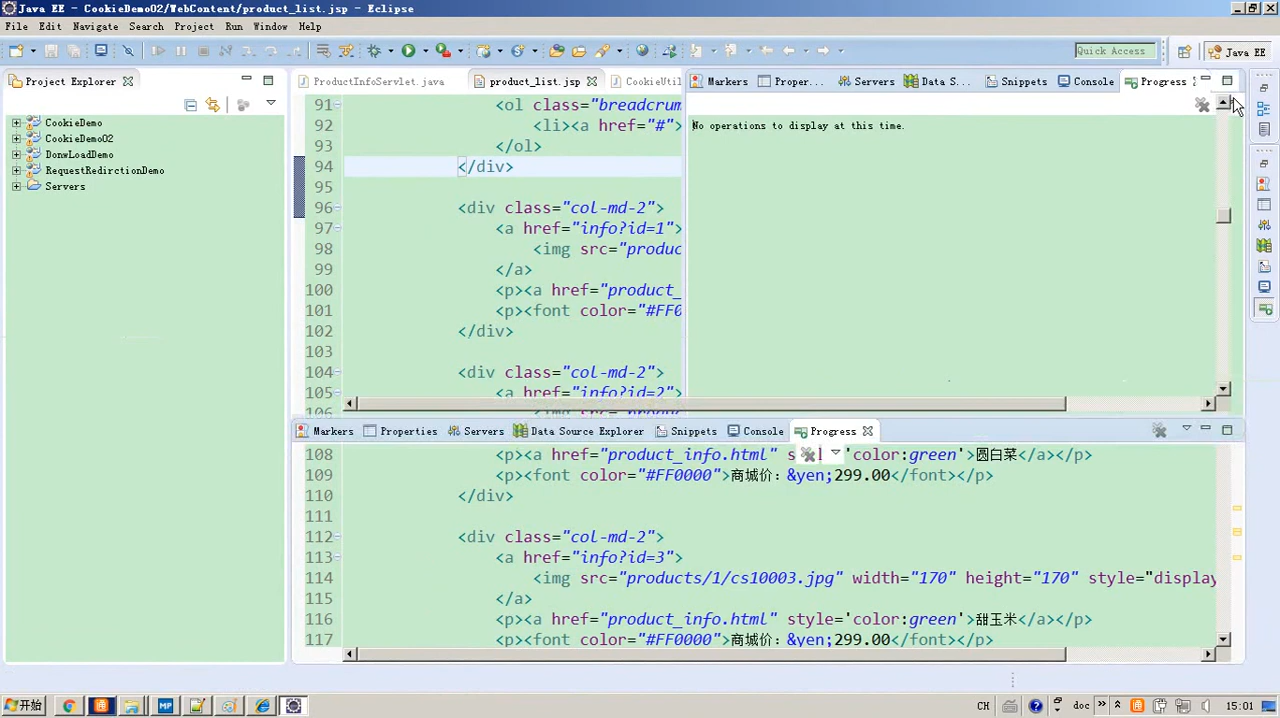 Java EE - CookieDemo02/WebContent/product_list.jsp - Eclipse
File Edit Navigate Search Project Run Window Help
Quick Access
Java EE
Project Explorer
ProductInfoServlet.java
product_list.jsp
CookieUtil
Markers
Proper...
Servers
Data S...
Snippets
Console
Progress
CookieDemo
CookieDemo02
DonwLoadDemo
RequestRedirctionDemo
Servers
91 <ol class="breadcrum
92 <li><a href="#">
93 </ol>
94 </div>
95
96 <div class="col-md-2">
97 <a href="info?id=1">
98 <img src="produc
99 </a>
100 <p><a href="product_
101 <p><font color="#FF0
102 </div>
103
104 <div class="col-md-2">
105 <a href="info?id=2">
106
No operations to display at this time.
Markers
Properties
Servers
Data Source Explorer
Snippets
Console
Progress
108 <p><a href="product_info.html" s 'color:green'>圆白菜</a></p>
109 <p><font color="#FF0000">商城价：&yen;299.00</font></p>
110 </div>
111
112 <div class="col-md-2">
113 <a href="info?id=3">
114 <img src="products/1/cs10003.jpg" width="170" height="170" style="display
115 </a>
116 <p><a href="product_info.html" style='color:green'>甜玉米</a></p>
117 <p><font color="#FF0000">商城价：&yen;299.00</font></p>
开始
MP
CH
doc
15:01